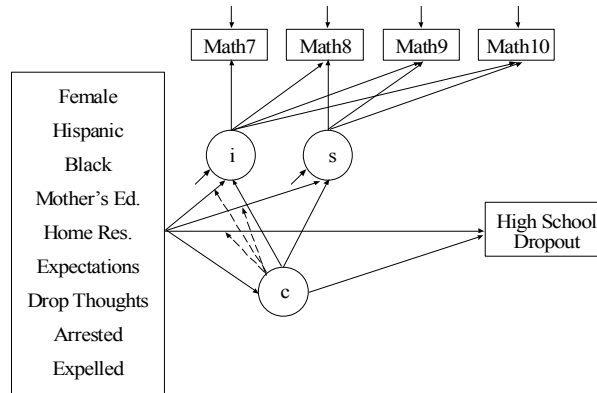 Math7
Math8
Math9
Math10
Female
Hispanic
Black
Mother's Ed.
Home Res.
Expectations
Drop Thoughts
Arrested
Expelled
i
s
c
High School
Dropout